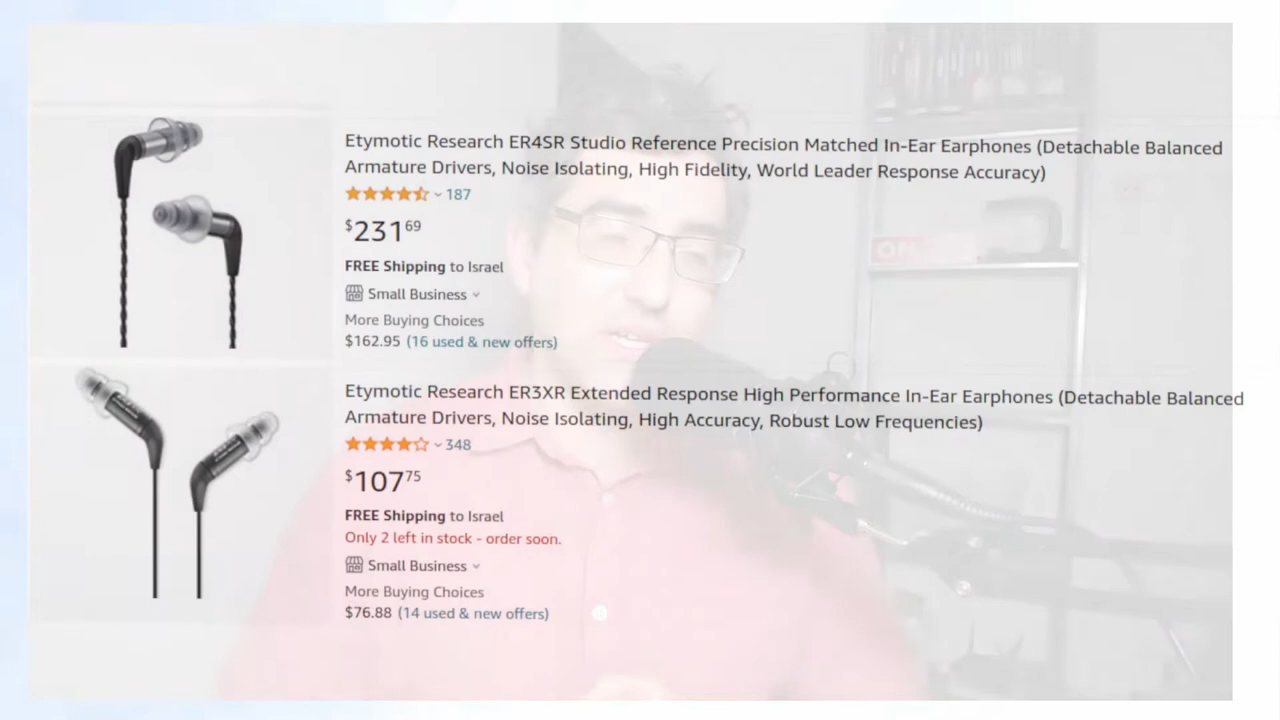 Etymotic Research ER4SR Studio Reference Precision Matched In-Ear Earphones (Detachable Balanced
Armature Drivers, Noise Isolating, High Fidelity, World Leader Response Accuracy)
187
$231 69
FREE Shipping to Israel
Small Business
More Buying Choices
$162.95 (16 used & new offers)
Etymotic Research ER3XR Extended Response High Performance In-Ear Earphones (Detachable Balanced
Armature Drivers, Noise Isolating, High Accuracy, Robust Low Frequencies)
348
$107 75
FREE Shipping to Israel
Only 2 left in stock - order soon.
Small Business
More Buying Choices
$76.88 (14 used & new offers)